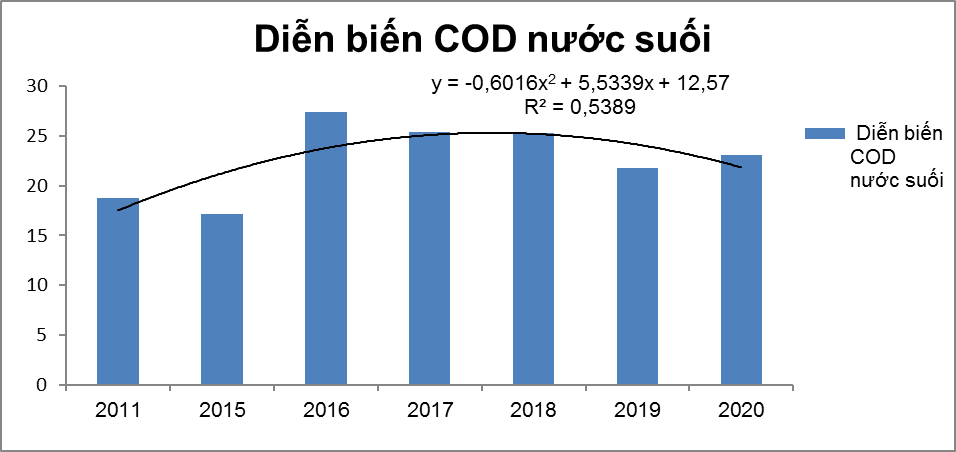 Diễn biến COD nước suối
y = -0,6016x² + 5,5339x + 12,57
R² = 0,5389
30
25
20
15
10
5
0
2011 2015 2016 2017 2018 2019 2020
Diễn biến
COD
nước suối